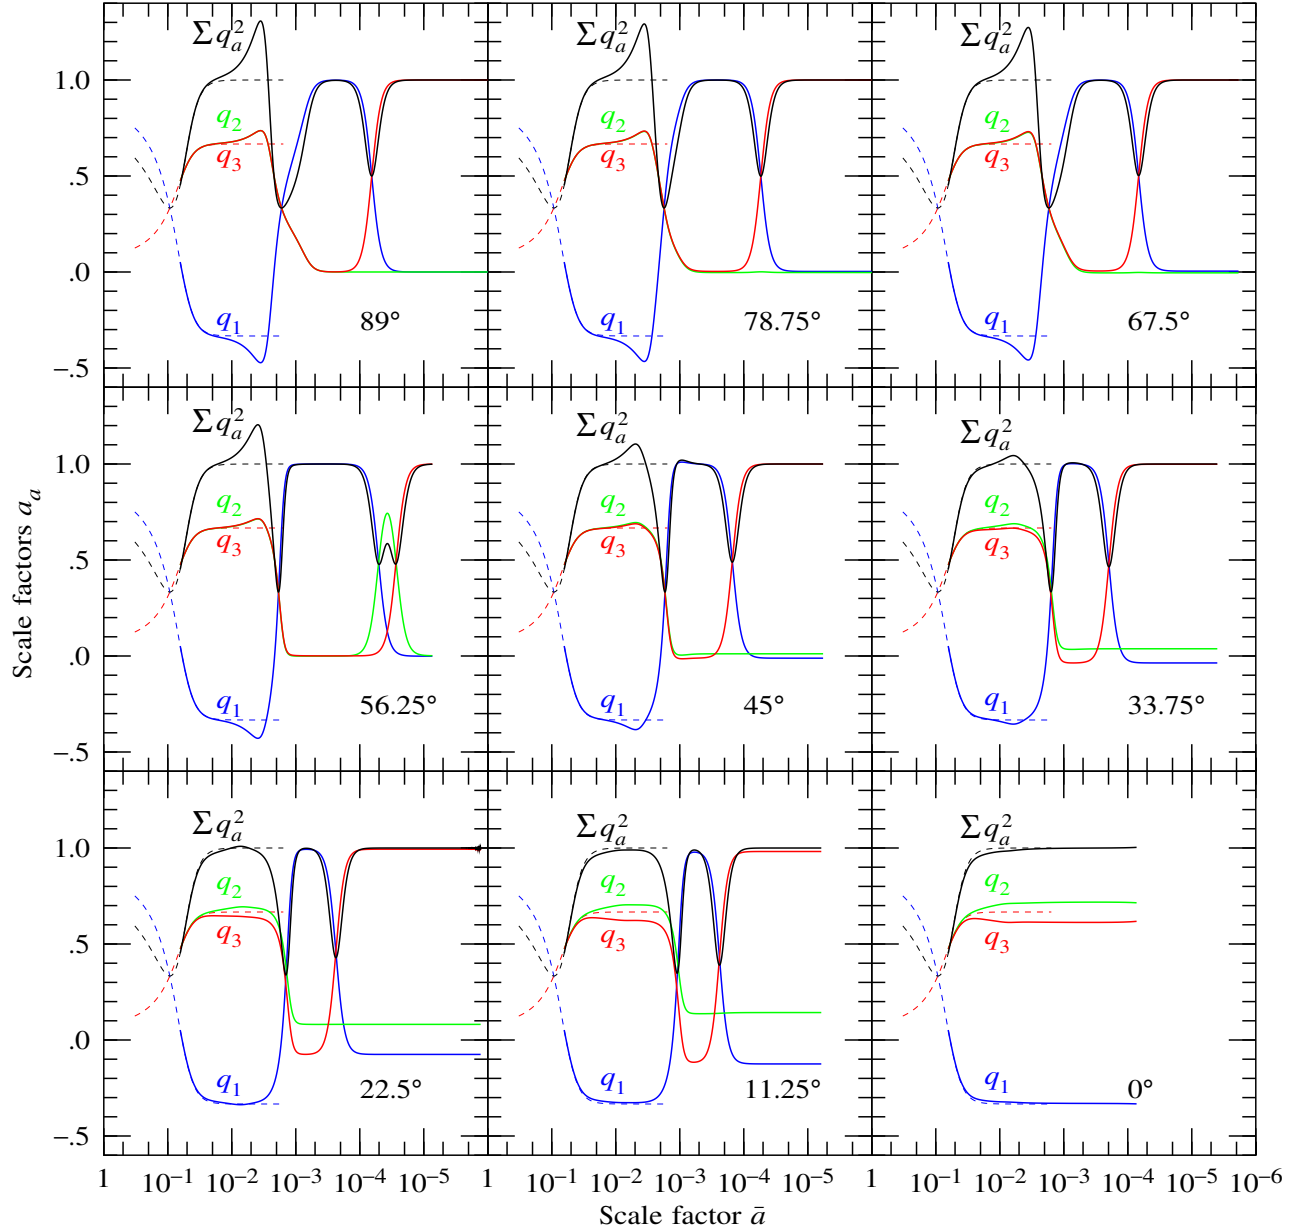 Σq_a^2 Σq_a^2 Σq_a^2
1.0
q_2 q_2 q_2
q_3 q_3 q_3
.5
.0
q_1 89° q_1 78.75° q_1 67.5°
−.5
Σq_a^2 Σq_a^2 Σq_a^2
1.0
q_2 q_2 q_2
q_3 q_3 q_3
.5
Scale factors a_a
.0
q_1 56.25° q_1 45° q_1 33.75°
−.5
Σq_a^2 Σq_a^2 Σq_a^2
1.0
q_2 q_2 q_2
q_3 q_3 q_3
.5
.0
q_1 22.5° q_1 11.25° q_1 0°
−.5
1 10^−1 10^−2 10^−3 10^−4 10^−5 1 10^−1 10^−2 10^−3 10^−4 10^−5 1 10^−1 10^−2 10^−3 10^−4 10^−5 10^−6
Scale factor ā